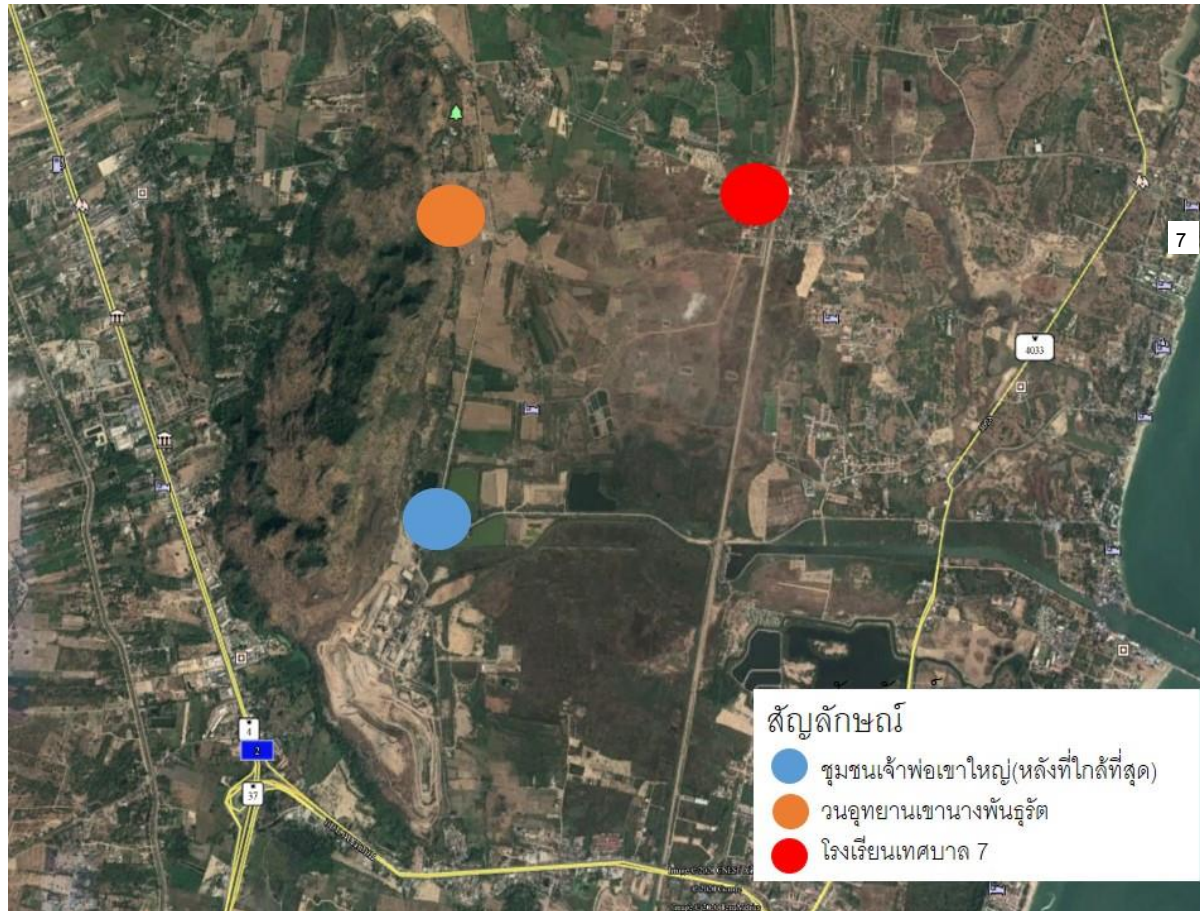 7
4033
4
2
37
สัญลักษณ์
ชุมชนเจ้าพ่อเขาใหญ่(หลังที่ใกล้ที่สุด)
วนอุทยานเขานางพันธุรัต
โรงเรียนเทศบาล 7